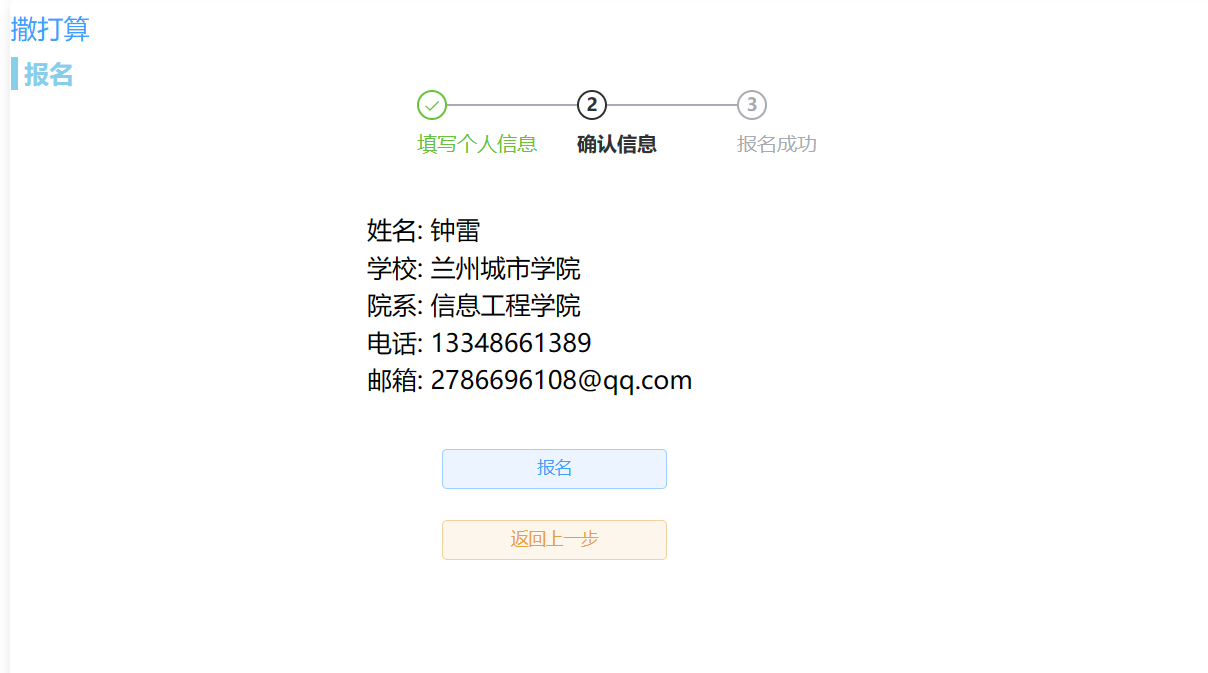 撒打算
报名
2 3
填写个人信息 确认信息 报名成功
姓名: 钟雷
学校: 兰州城市学院
院系: 信息工程学院
电话: 13348661389
邮箱: 2786696108@qq.com
报名
返回上一步